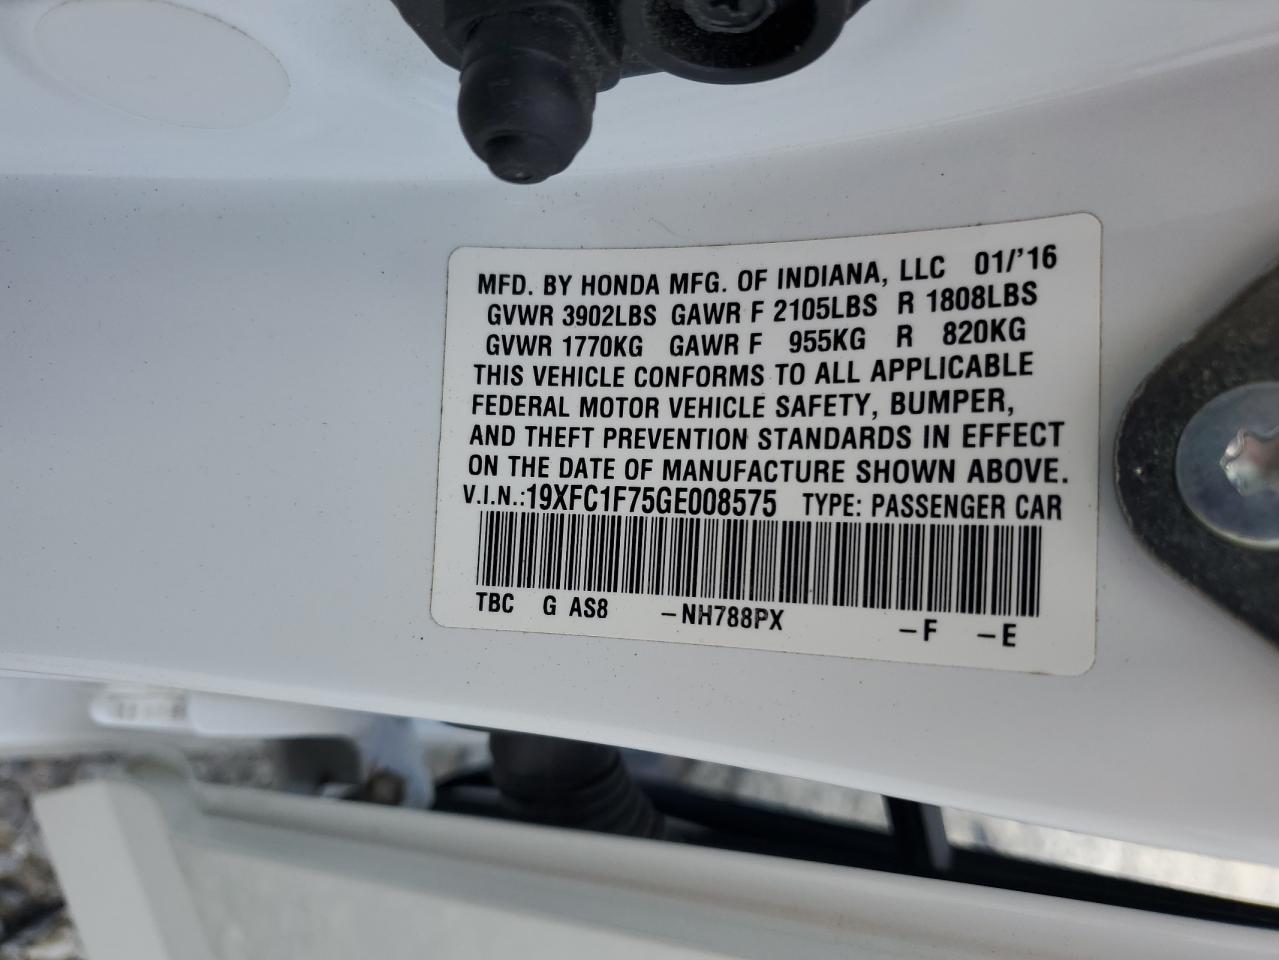 MFD. BY HONDA MFG. OF INDIANA, LLC 01/'16
GVWR 3902LBS GAWR F 2105LBS R 1808LBS
GVWR 1770KG GAWR F 955KG R 820KG
THIS VEHICLE CONFORMS TO ALL APPLICABLE
FEDERAL MOTOR VEHICLE SAFETY, BUMPER,
AND THEFT PREVENTION STANDARDS IN EFFECT
ON THE DATE OF MANUFACTURE SHOWN ABOVE.
V.I.N.:19XFC1F75GE008575 TYPE: PASSENGER CAR
TBC G AS8 -NH788PX -F -E